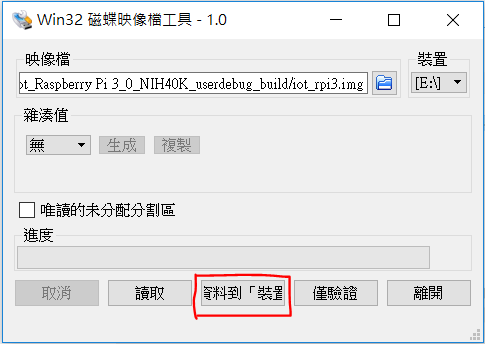 Win32 磁碟映像檔工具 - 1.0
映像檔
裝置
ot_Raspberry Pi 3_0_NIH40K_userdebug_build/iot_rpi3.img
[E:\]
雜湊值
無
生成
複製
唯讀的未分配分割區
進度
取消
讀取
資料到「裝置
僅驗證
離開